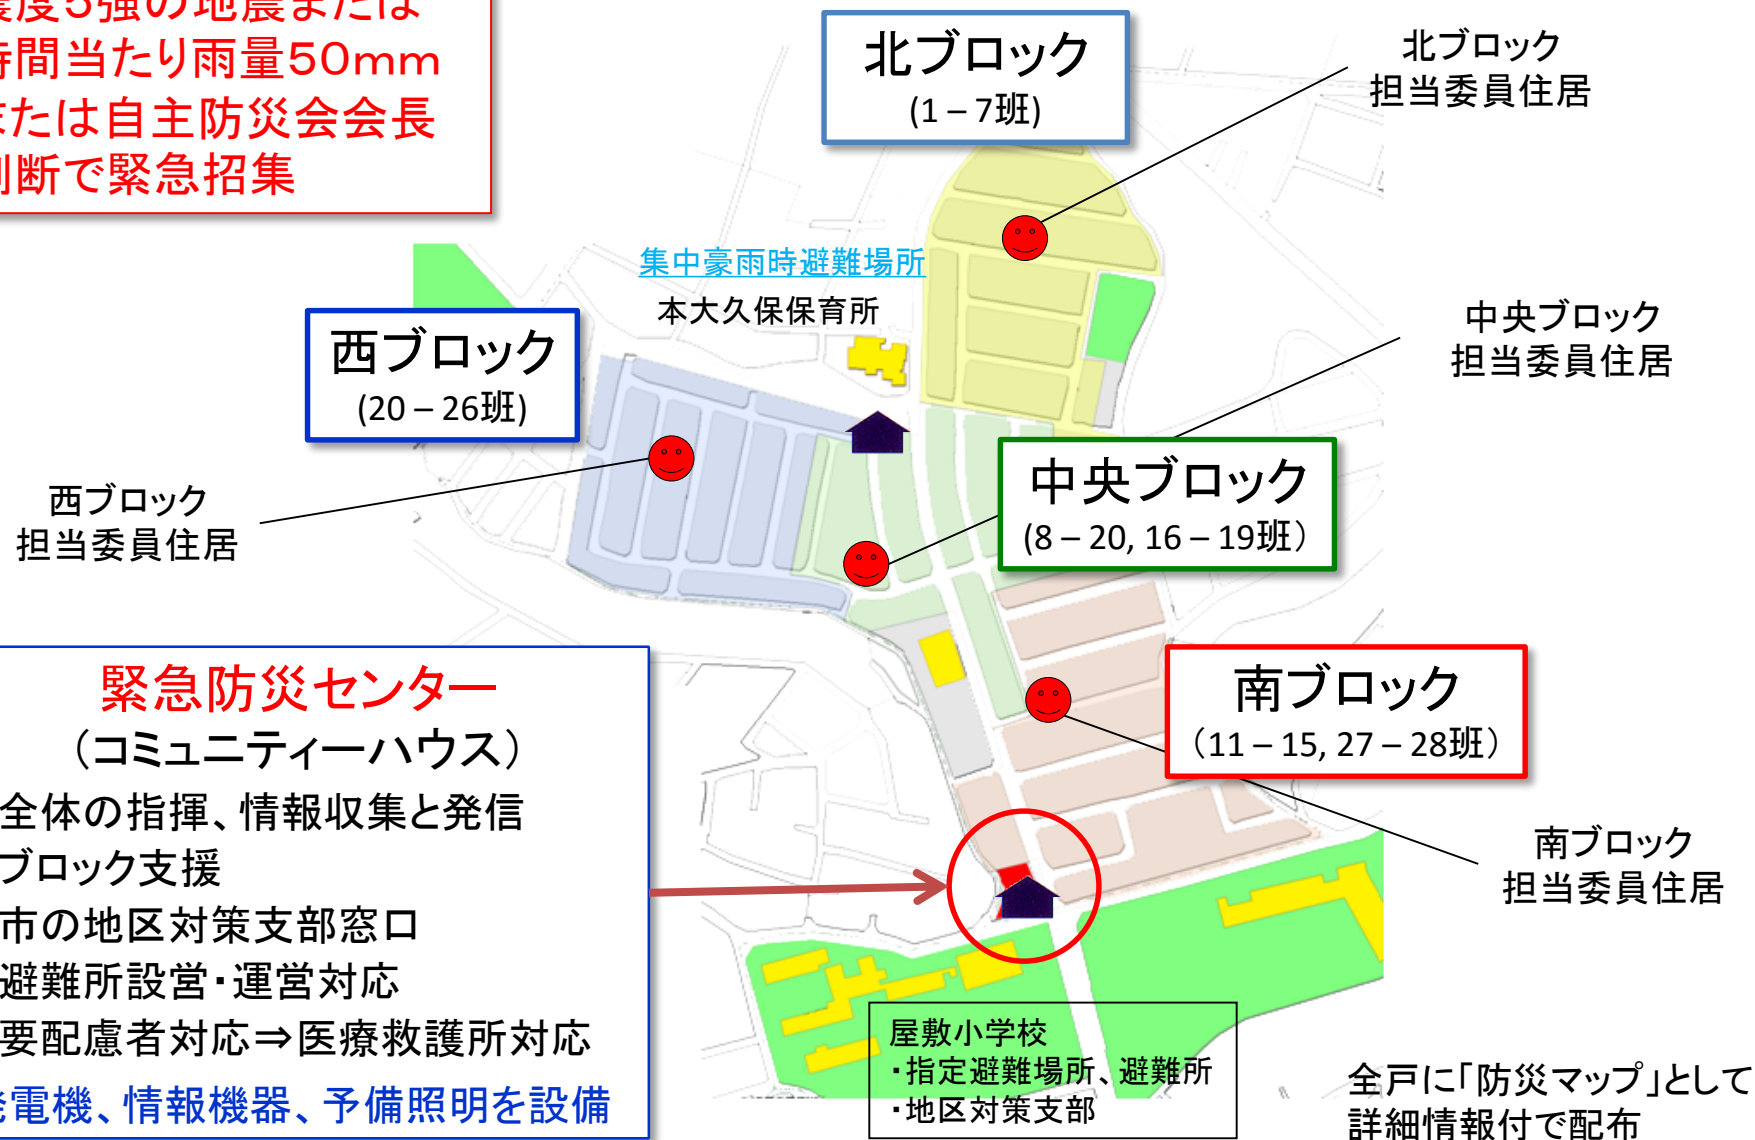 震度5強の地震または
時間当たり雨量50mm
または自主防災会会長
判断で緊急招集
北ブロック
(1 – 7班)
北ブロック
担当委員住居
集中豪雨時避難場所
本大久保保育所
西ブロック
(20 – 26班)
中央ブロック
担当委員住居
中央ブロック
(8 – 20, 16 – 19班）
西ブロック
担当委員住居
緊急防災センター
（コミュニティーハウス）
全体の指揮、情報収集と発信
ブロック支援
市の地区対策支部窓口
避難所設営・運営対応
要配慮者対応⇒医療救護所対応
発電機、情報機器、予備照明を設備
南ブロック
（11 – 15, 27 – 28班）
南ブロック
担当委員住居
屋敷小学校
・指定避難場所、避難所
・地区対策支部
全戸に「防災マップ」として
詳細情報付で配布